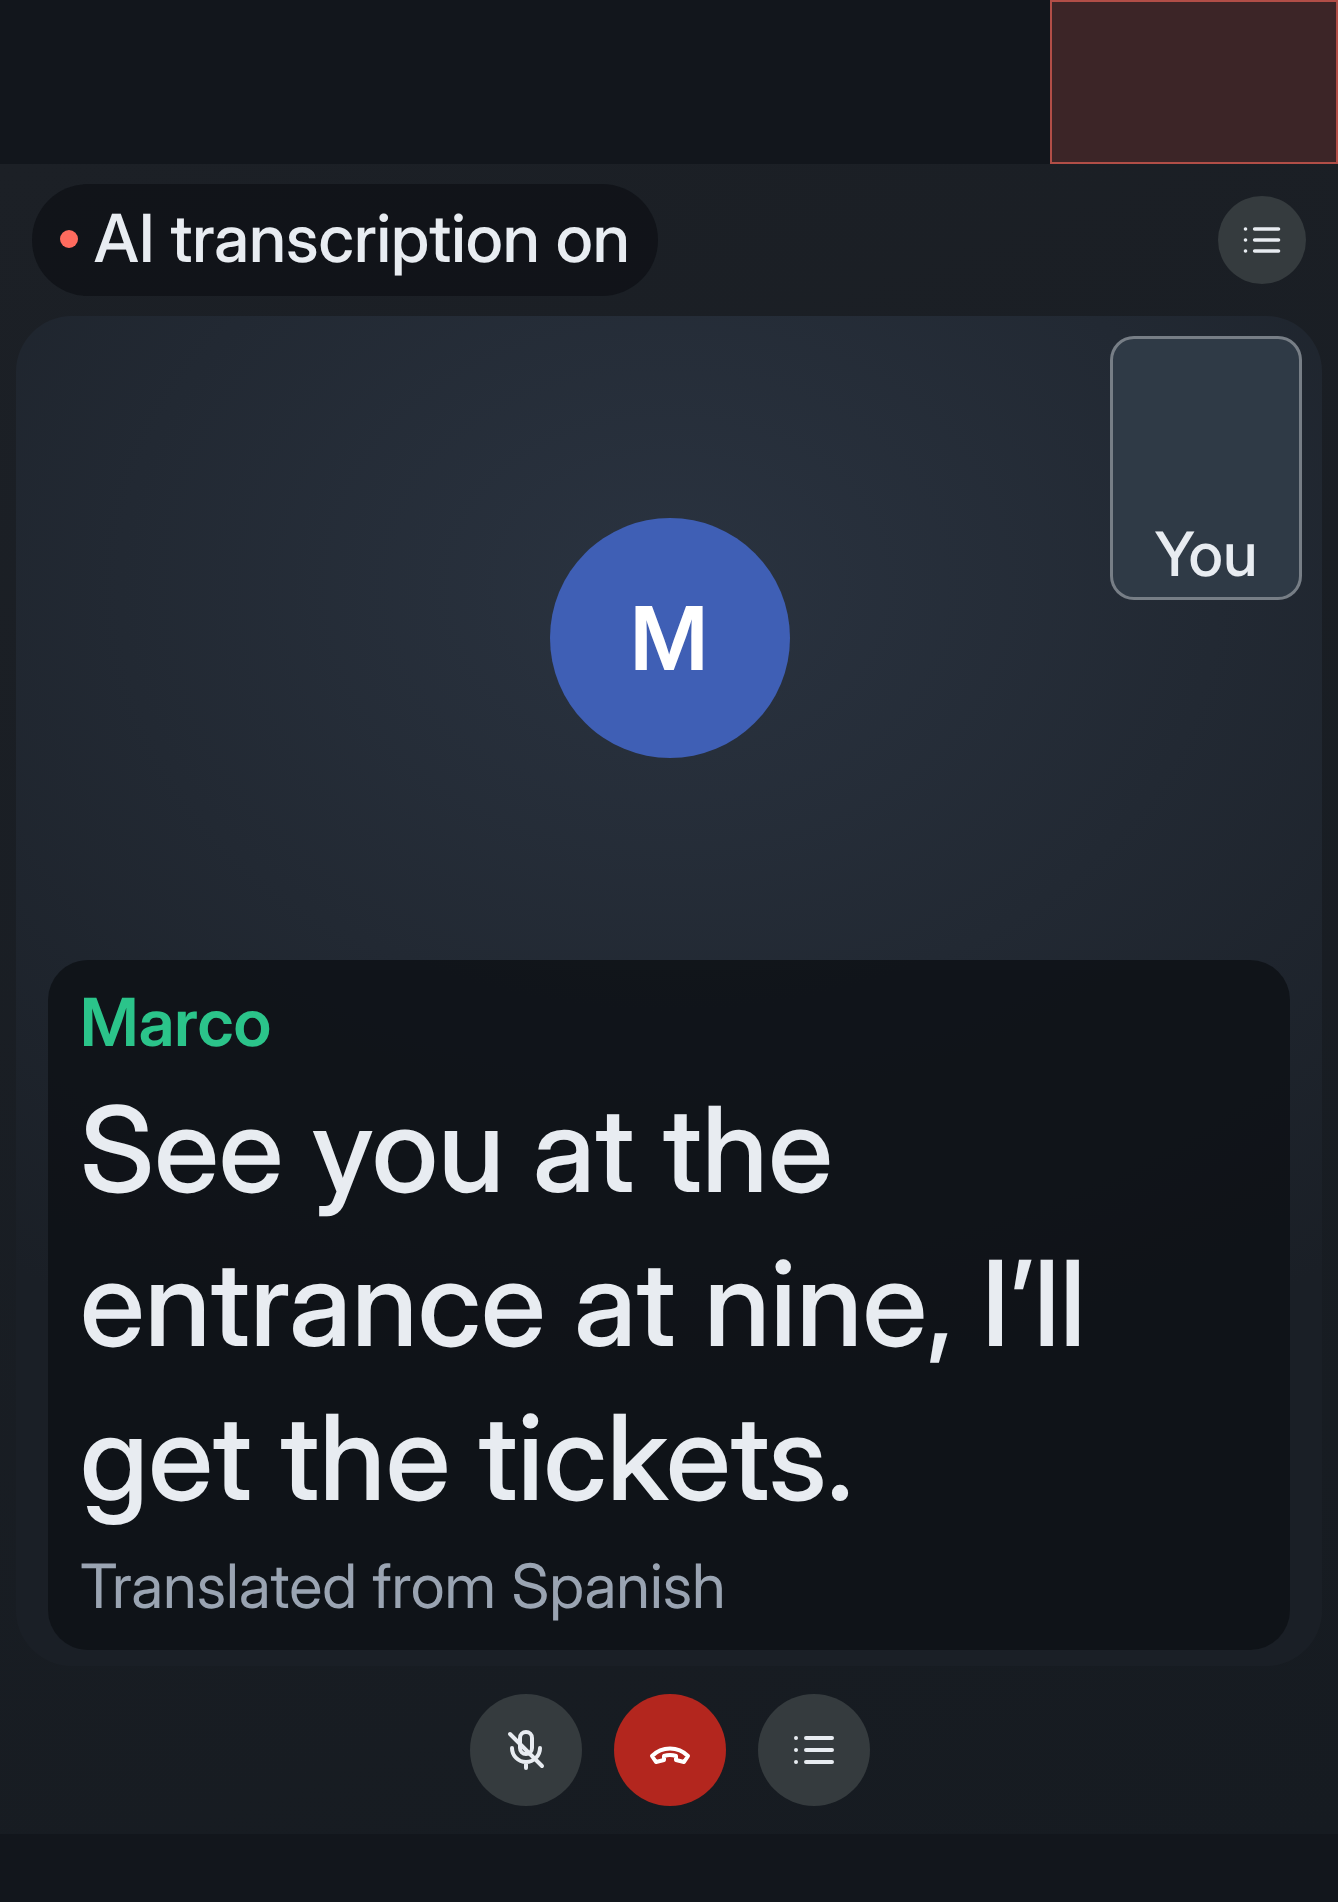 AI transcription on
You
M
Marco
See you at the
entrance at nine, I’ll
get the tickets.
Translated from Spanish